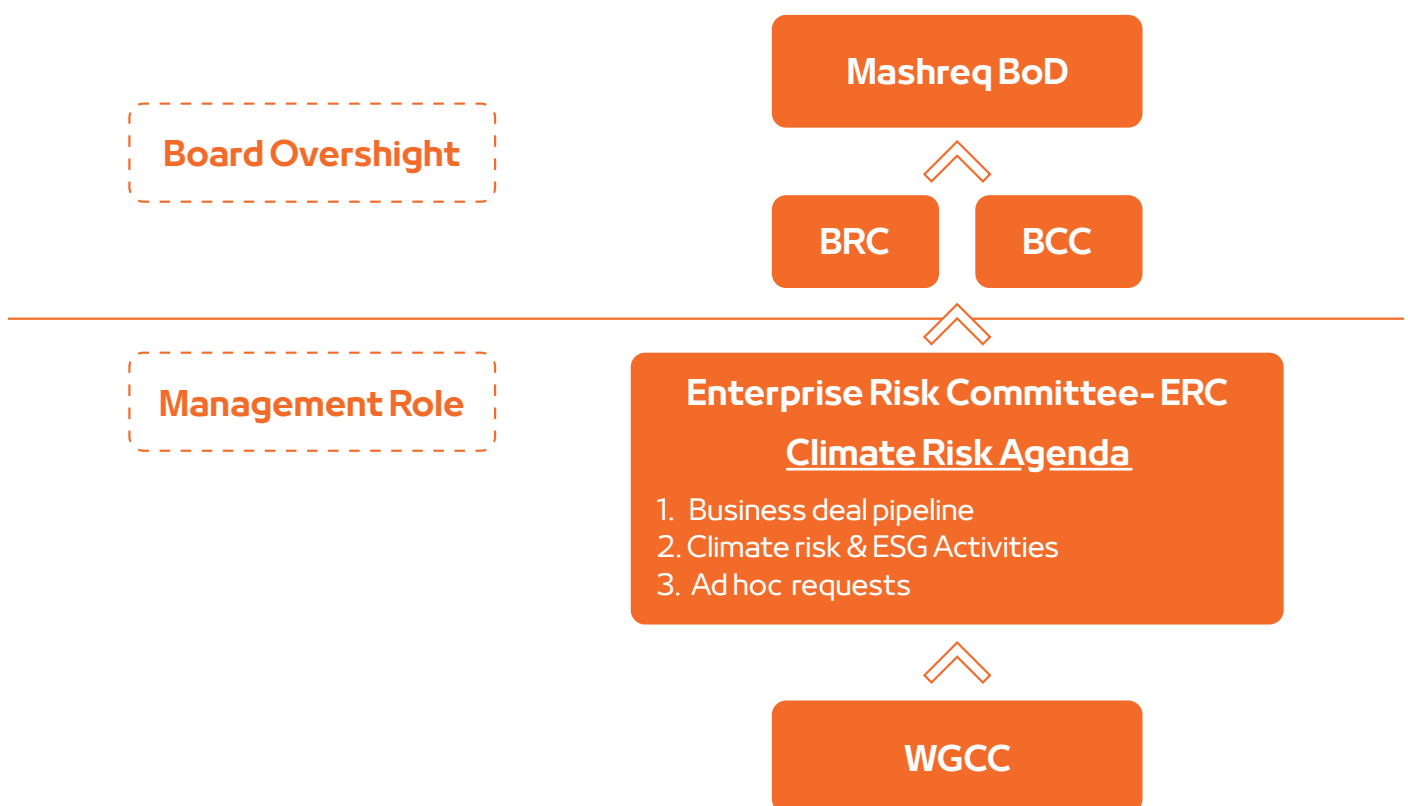 Mashreq BoD
Board Overshight
BRC
BCC
Management Role
Enterprise Risk Committee- ERC
Climate Risk Agenda
1. Business deal pipeline
2. Climate risk & ESG Activities
3. Ad hoc requests
WGCC